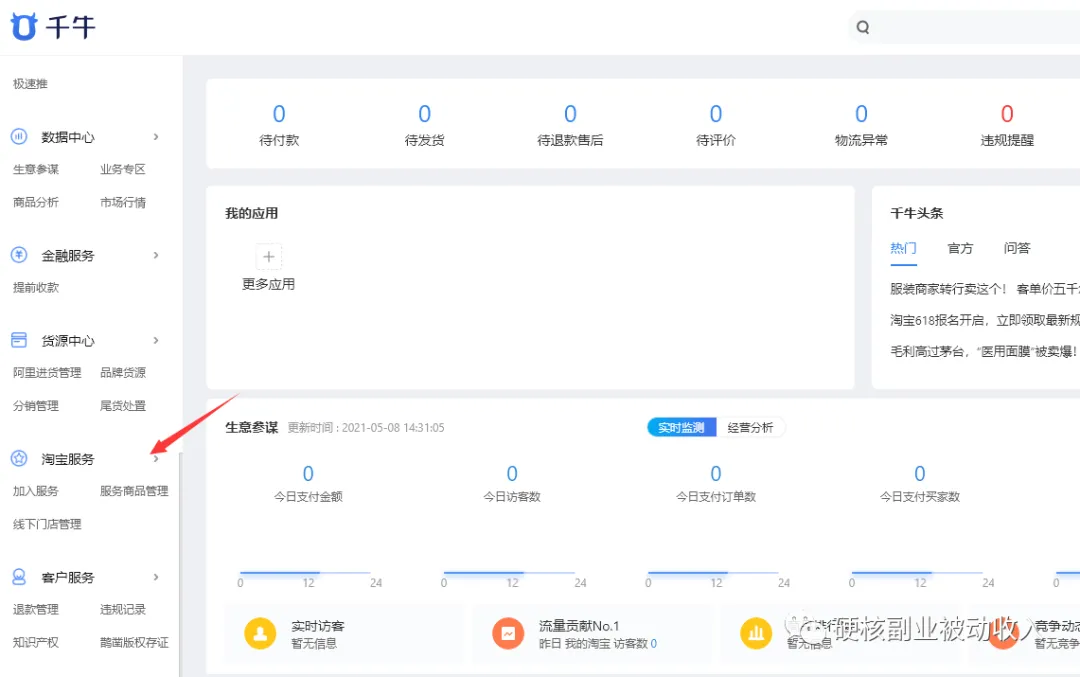 千牛
极速推
数据中心
生意参谋 业务专区
商品分析 市场行情
金融服务
提前收款
货源中心
阿里进货管理 品牌货源
分销管理 尾货处置
淘宝服务
加入服务 服务商品管理
线下门店管理
客户服务
退款管理 违规记录
知识产权 鹊凿版权存证
0 0 0 0 0 0
待付款 待发货 待退款售后 待评价 物流异常 违规提醒
我的应用
更多应用
千牛头条
热门 官方 问答
服装商家转行卖这个! 客单价五千
淘宝618报名开启,立即领取最新规
毛利高过茅台,“医用面膜”被卖爆!
生意参谋 更新时间 : 2021-05-08 14:31:05
实时监测 经营分析
0 0 0 0
今日支付金额 今日访客数 今日支付订单数 今日支付买家数
0 12 24 0 12 24 0 12 24 0 12 24 0
实时访客
暂无信息
流量贡献No.1
昨日 我的淘宝 访客数 0
暂无信息
竞争动态
暂无竞争
硬核副业被动收入